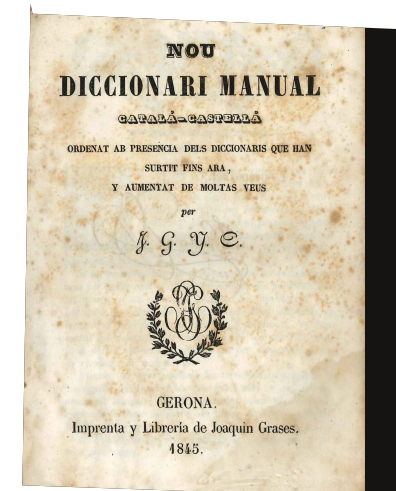 NOU
DICCIONARI MANUAL
CATALÁ-CASTELLÁ
ORDENAT AB PRESENCIA DELS DICCIONARIS QUE HAN
SURTIT FINS ARA,
Y AUMENTAT DE MOLTAS VEUS
per
J. G. Y. C.
GERONA.
Imprenta y Librería de Joaquin Grases.
1845.